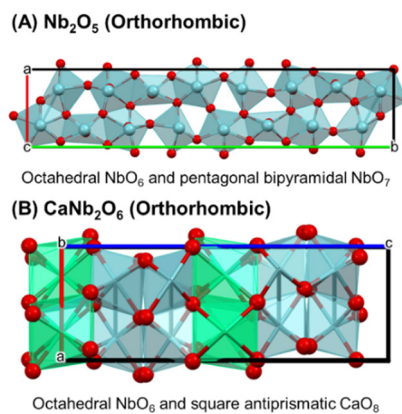 (A) Nb₂O₅ (Orthorhombic)
a
c
b
Octahedral NbO₆ and pentagonal bipyramidal NbO₇
(B) CaNb₂O₆ (Orthorhombic)
b
c
a
Octahedral NbO₆ and square antiprismatic CaO₈